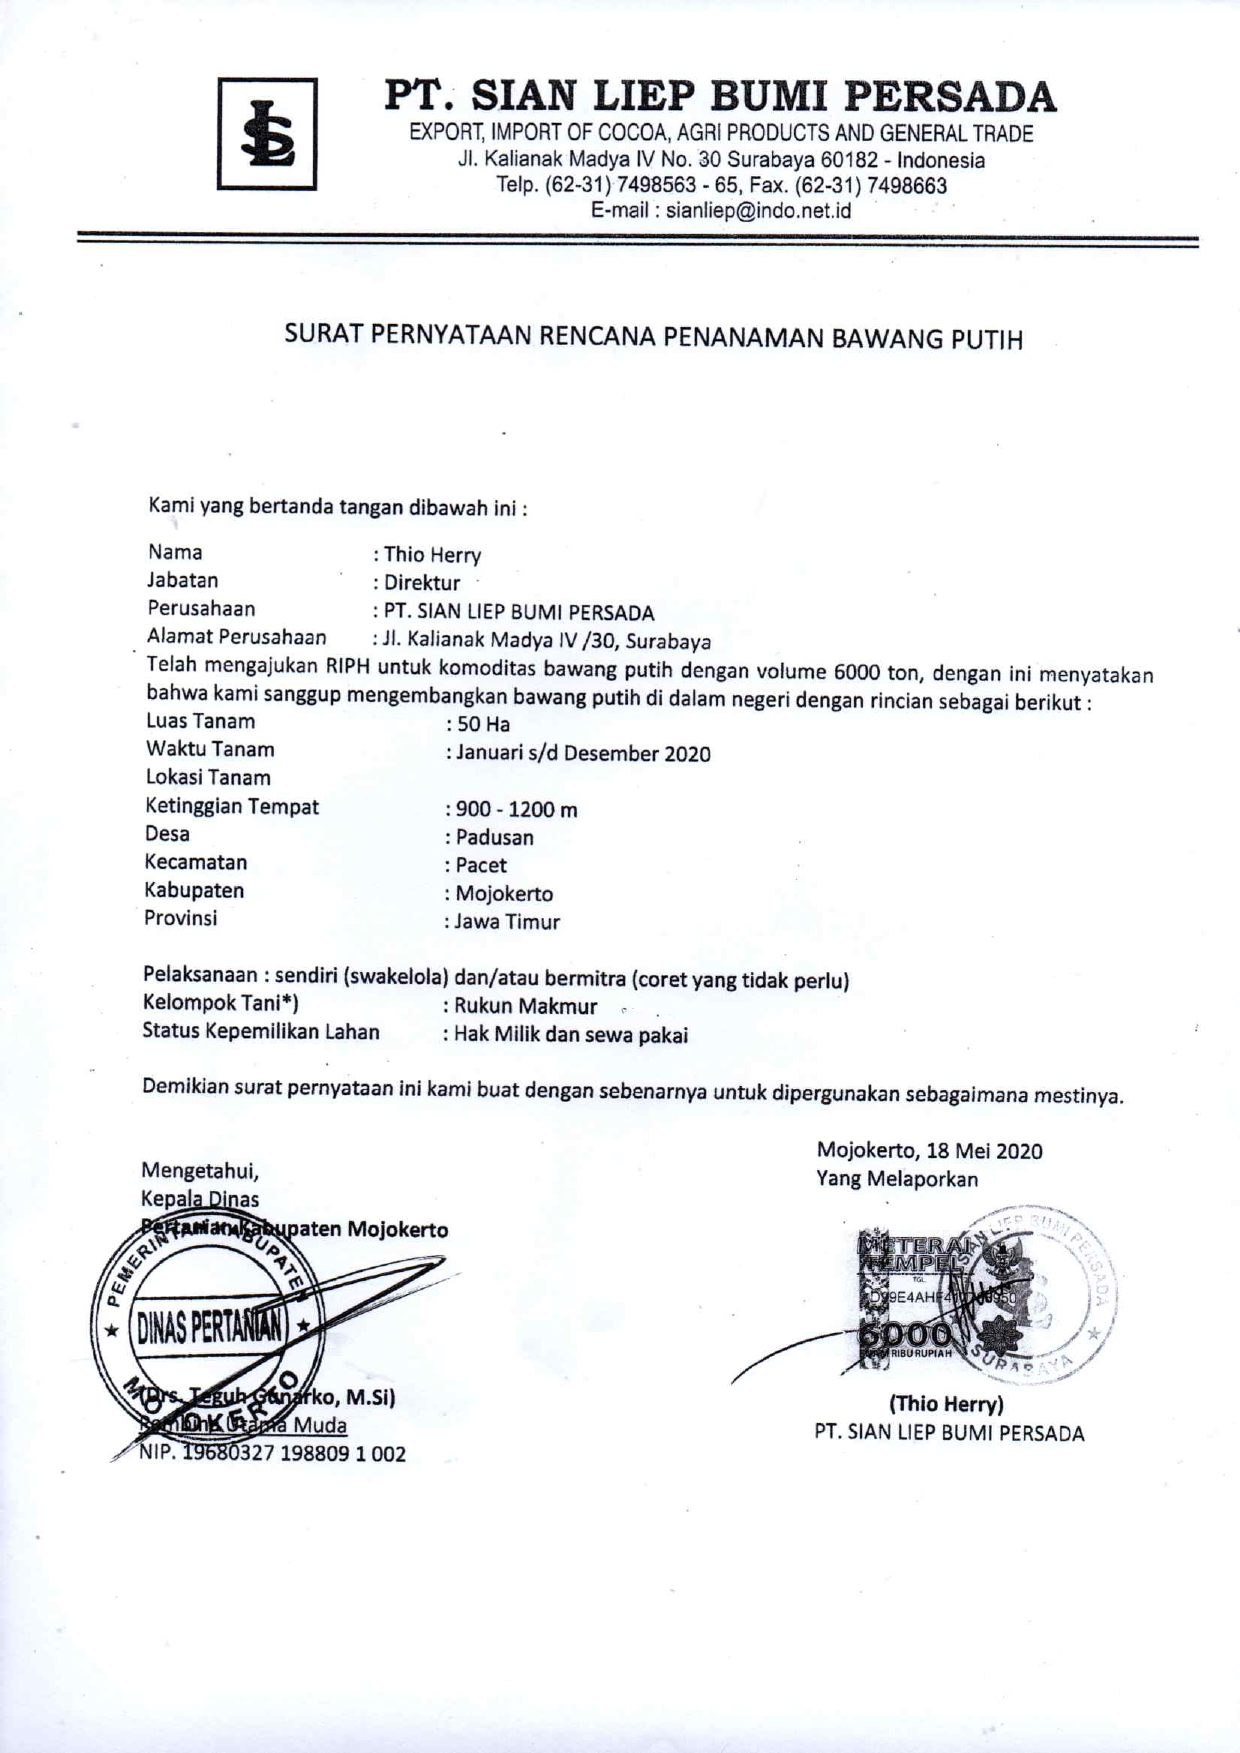 PT. SIAN LIEP BUMI PERSADA
EXPORT, IMPORT OF COCOA, AGRI PRODUCTS AND GENERAL TRADE
Jl. Kalianak Madya IV No. 30 Surabaya 60182 - Indonesia
Telp. (62-31) 7498563 - 65, Fax. (62-31) 7498663
E-mail : sianliep@indo.net.id
SURAT PERNYATAAN RENCANA PENANAMAN BAWANG PUTIH
Kami yang bertanda tangan dibawah ini :
Nama : Thio Herry
Jabatan : Direktur
Perusahaan : PT. SIAN LIEP BUMI PERSADA
Alamat Perusahaan : Jl. Kalianak Madya IV /30, Surabaya
Telah mengajukan RIPH untuk komoditas bawang putih dengan volume 6000 ton, dengan ini menyatakan
bahwa kami sanggup mengembangkan bawang putih di dalam negeri dengan rincian sebagai berikut :
Luas Tanam : 50 Ha
Waktu Tanam : Januari s/d Desember 2020
Lokasi Tanam
Ketinggian Tempat : 900 - 1200 m
Desa : Padusan
Kecamatan : Pacet
Kabupaten : Mojokerto
Provinsi : Jawa Timur
Pelaksanaan : sendiri (swakelola) dan/atau bermitra (coret yang tidak perlu)
Kelompok Tani*) : Rukun Makmur
Status Kepemilikan Lahan : Hak Milik dan sewa pakai
Demikian surat pernyataan ini kami buat dengan sebenarnya untuk dipergunakan sebagaimana mestinya.
Mojokerto, 18 Mei 2020
Yang Melaporkan
Mengetahui,
Kepala Dinas
Pertanian Kabupaten Mojokerto
PEMERINTAH KABUPATEN
DINAS PERTANIAN
MOJOKERTO
(Drs. Teguh Gunarko, M.Si)
Pembina Utama Muda
NIP. 19680327 198809 1 002
METERAI
TEMPEL
TGL.
6000
ENAM RIBU RUPIAH
SIAN LIEP BUMI PERSADA
SURABAYA
(Thio Herry)
PT. SIAN LIEP BUMI PERSADA